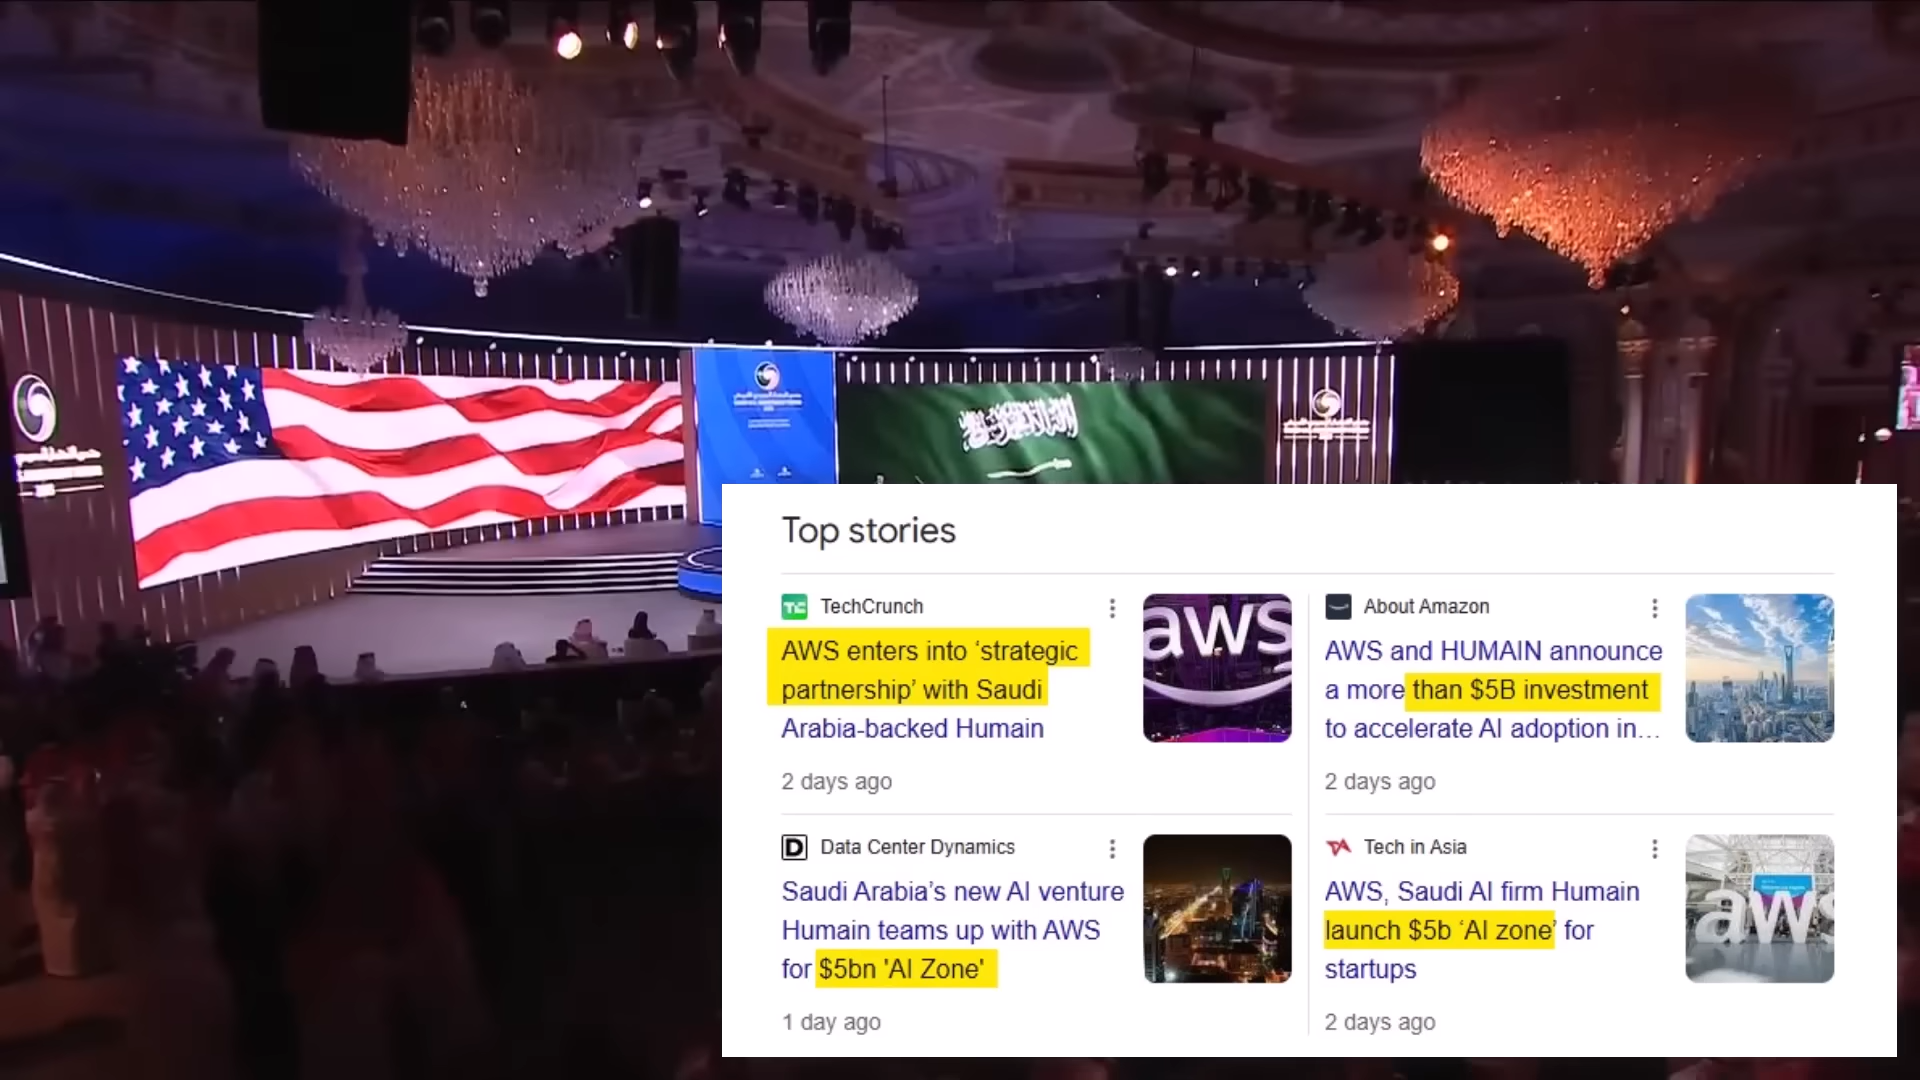 Top stories
TechCrunch
AWS enters into ‘strategic
partnership’ with Saudi
Arabia-backed Humain
2 days ago
aws
About Amazon
AWS and HUMAIN announce
a more than $5B investment
to accelerate AI adoption in…
2 days ago
Data Center Dynamics
Saudi Arabia’s new AI venture
Humain teams up with AWS
for $5bn 'AI Zone'
1 day ago
Tech in Asia
AWS, Saudi AI firm Humain
launch $5b ‘AI zone’ for
startups
2 days ago
aws